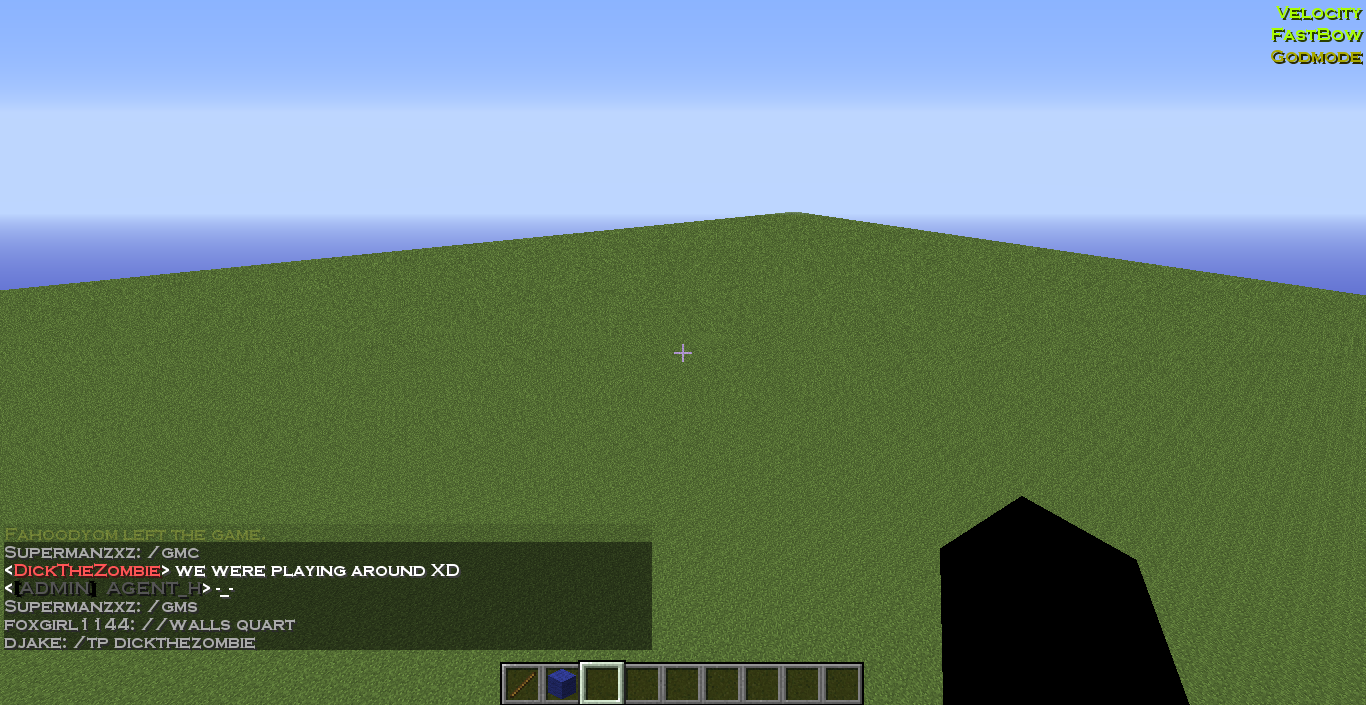 Velocity
FastBow
Godmode
Fahoodyom left the game.
Supermanzxz: /gmc
<DickTheZombie> we were playing around XD
<[Admin] Agent_H> -_-
Supermanzxz: /gms
foxgirl1144: //walls quart
djake: /tp dickthezombie